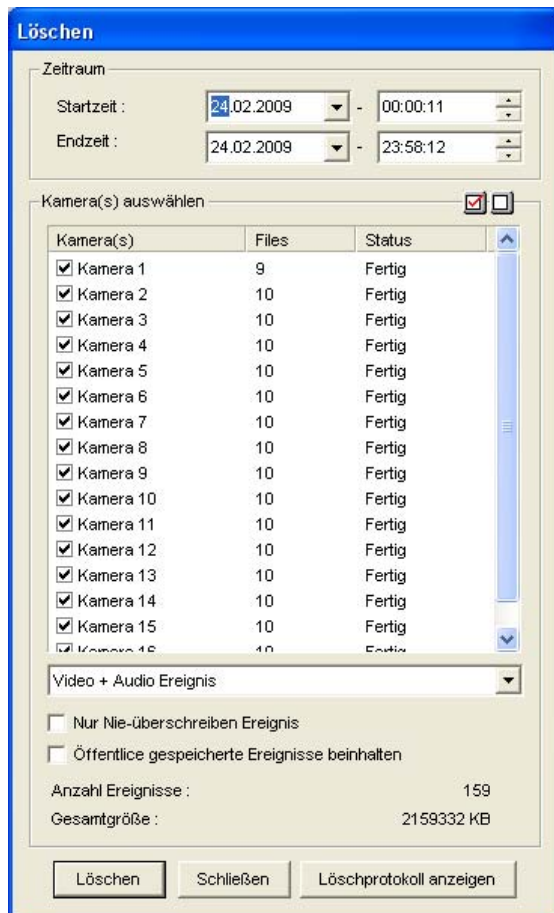 Löschen
Zeitraum
Startzeit : 24.02.2009 - 00:00:11
Endzeit : 24.02.2009 - 23:58:12
Kamera(s) auswählen
Kamera(s) Files Status
Kamera 1 9 Fertig
Kamera 2 10 Fertig
Kamera 3 10 Fertig
Kamera 4 10 Fertig
Kamera 5 10 Fertig
Kamera 6 10 Fertig
Kamera 7 10 Fertig
Kamera 8 10 Fertig
Kamera 9 10 Fertig
Kamera 10 10 Fertig
Kamera 11 10 Fertig
Kamera 12 10 Fertig
Kamera 13 10 Fertig
Kamera 14 10 Fertig
Kamera 15 10 Fertig
Kamera 16 10 Fertig
Video + Audio Ereignis
Nur Nie-überschreiben Ereignis
Öffentlice gespeicherte Ereignisse beinhalten
Anzahl Ereignisse : 159
Gesamtgröße : 2159332 KB
Löschen Schließen Löschprotokoll anzeigen